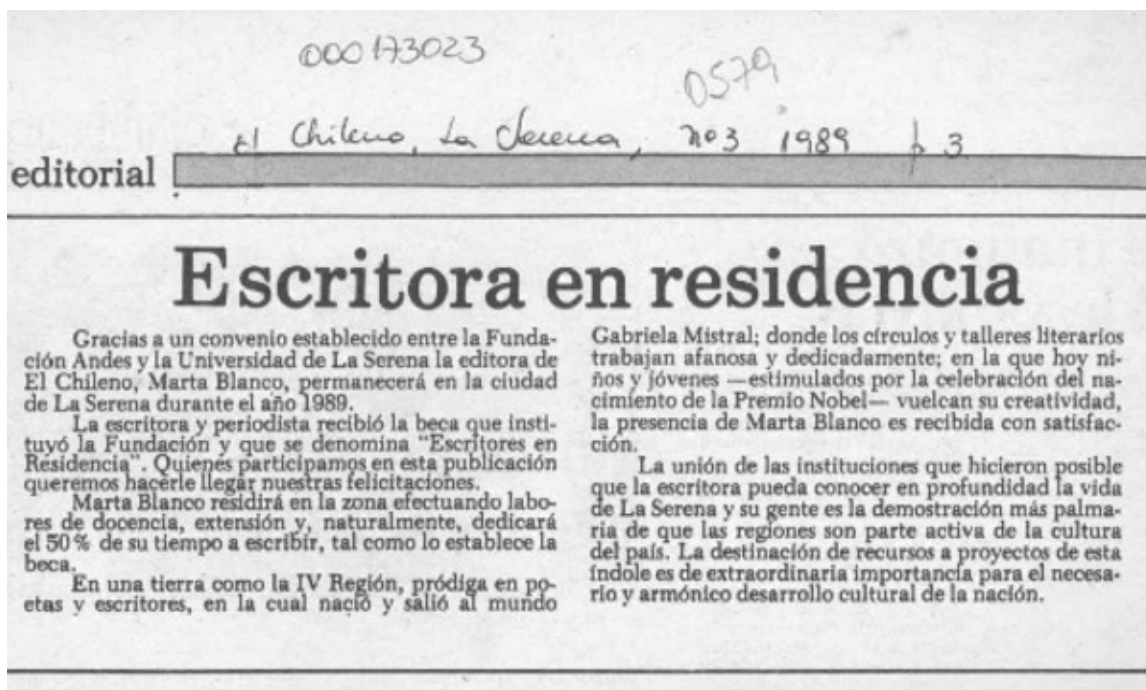 000173023
0579
El Chileno, La Serena, nº3 1989 p 3
editorial
Escritora en residencia
Gracias a un convenio establecido entre la Funda-
ción Andes y la Universidad de La Serena la editora de
El Chileno, Marta Blanco, permanecerá en la ciudad
de La Serena durante el año 1989.
La escritora y periodista recibió la beca que insti-
tuyó la Fundación y que se denomina "Escritores en
Residencia". Quienes participamos en esta publicación
queremos hacerle llegar nuestras felicitaciones.
Marta Blanco residirá en la zona efectuando labo-
res de docencia, extensión y, naturalmente, dedicará
el 50% de su tiempo a escribir, tal como lo establece la
beca.
En una tierra como la IV Región, pródiga en po-
etas y escritores, en la cual nació y salió al mundo
Gabriela Mistral; donde los círculos y talleres literarios
trabajan afanosa y dedicadamente; en la que hoy ni-
ños y jóvenes —estimulados por la celebración del na-
cimiento de la Premio Nobel— vuelcan su creatividad,
la presencia de Marta Blanco es recibida con satisfac-
ción.
La unión de las instituciones que hicieron posible
que la escritora pueda conocer en profundidad la vida
de La Serena y su gente es la demostración más palma-
ria de que las regiones son parte activa de la cultura
del país. La destinación de recursos a proyectos de esta
índole es de extraordinaria importancia para el necesa-
rio y armónico desarrollo cultural de la nación.